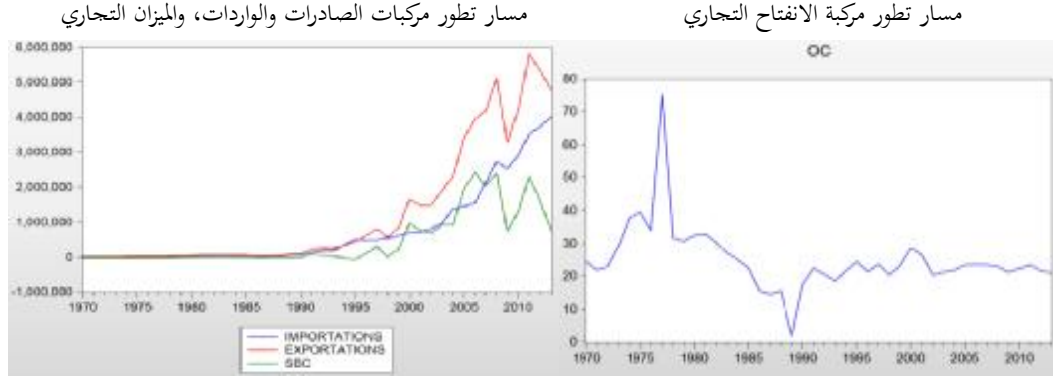 مسار تطور مركبة الانفتاح التجاري
مسار تطور مركبات الصادرات والواردات، والميزان التجاري
6,000,000
5,000,000
4,000,000
3,000,000
2,000,000
1,000,000
0
-1,000,000
1970 1975 1980 1985 1990 1995 2000 2005 2010
IMPORTATIONS
EXPORTATIONS
SBC
OC
80
70
60
50
40
30
20
10
0
1970 1975 1980 1985 1990 1995 2000 2005 2010